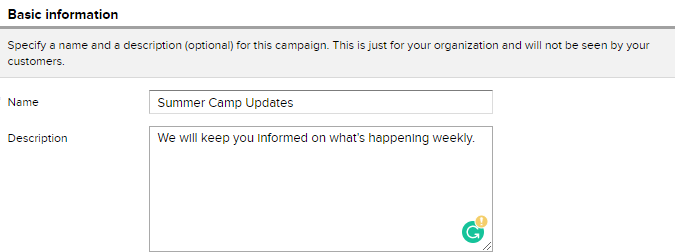 Basic information
Specify a name and a description (optional) for this campaign. This is just for your organization and will not be seen by your
customers.
Name
Summer Camp Updates
Description
We will keep you informed on what's happening weekly.